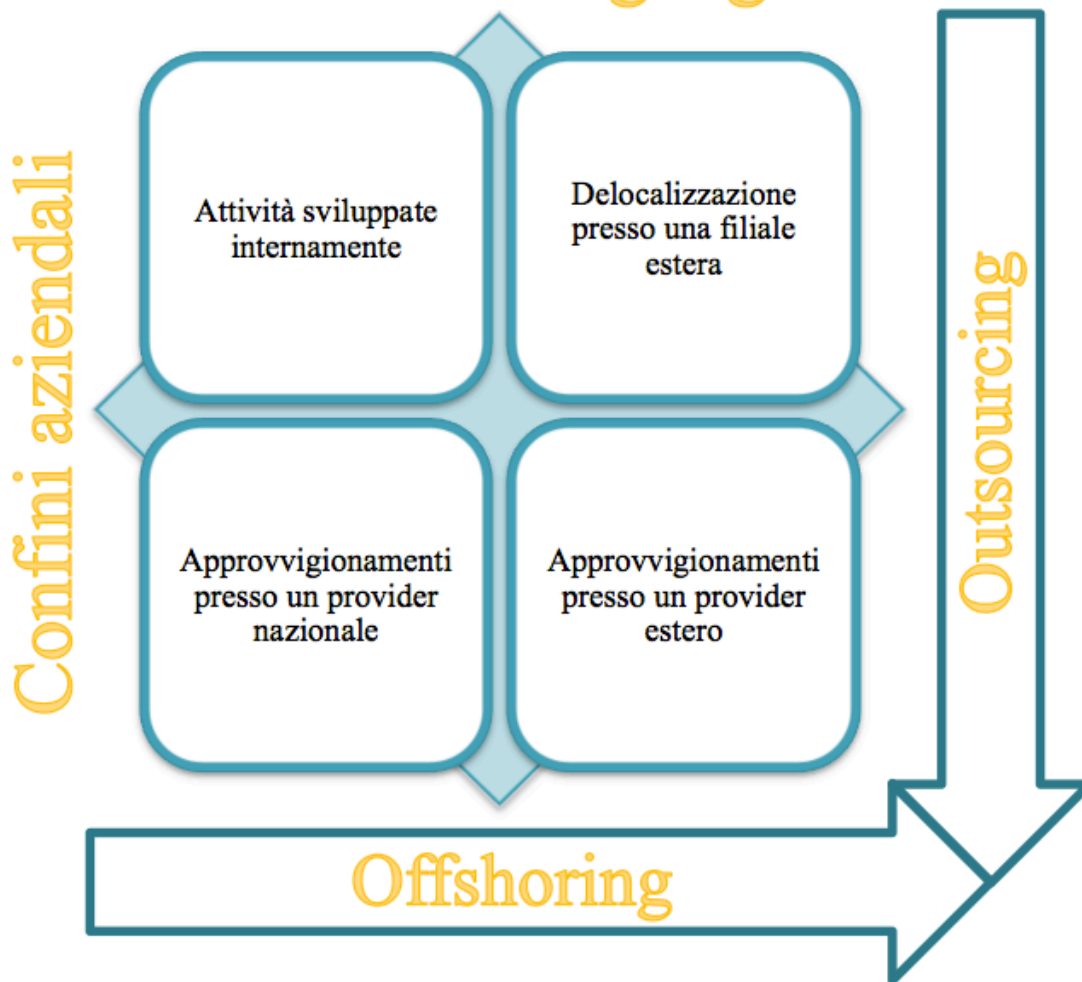 Confini aziendali
Attività sviluppate
internamente
Delocalizzazione
presso una filiale
estera
Approvvigionamenti
presso un provider
nazionale
Approvvigionamenti
presso un provider
estero
Outsourcing
Offshoring